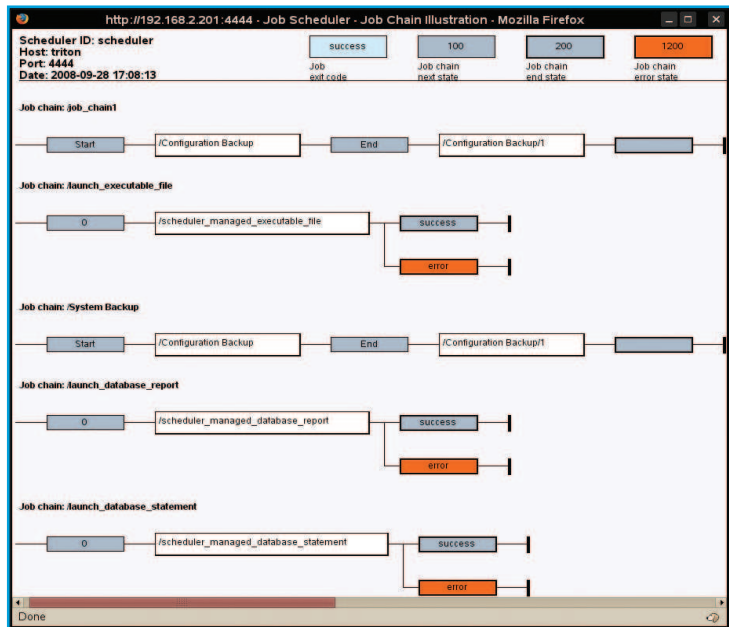 http://192.168.2.201:4444 - Job Scheduler - Job Chain Illustration - Mozilla Firefox
Scheduler ID: scheduler
Host: triton
Port: 4444
Date: 2008-09-28 17:08:13
success
Job
exit code
100
Job chain
next state
200
Job chain
end state
1200
Job chain
error state
Job chain: /job_chain1
Start
/Configuration Backup
End
/Configuration Backup/1
Job chain: /launch_executable_file
0
/scheduler_managed_executable_file
success
error
Job chain: /System Backup
Start
/Configuration Backup
End
/Configuration Backup/1
Job chain: /launch_database_report
0
/scheduler_managed_database_report
success
error
Job chain: /launch_database_statement
0
/scheduler_managed_database_statement
success
error
Done